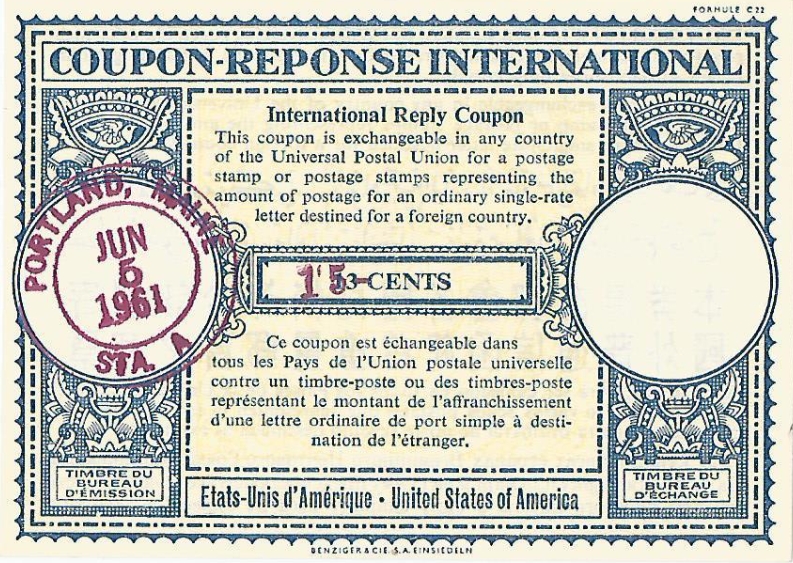 FORMULE C 22
COUPON-REPONSE INTERNATIONAL
International Reply Coupon
This coupon is exchangeable in any country
of the Universal Postal Union for a postage
stamp or postage stamps representing the
amount of postage for an ordinary single-rate
letter destined for a foreign country.
PORTLAND, MAINE
JUN
5
1961
STA. A
15
13 CENTS
Ce coupon est échangeable dans
tous les Pays de l'Union postale universelle
contre un timbre-poste ou des timbres-poste
représentant le montant de l'affranchissement
d'une lettre ordinaire de port simple à desti-
nation de l'étranger.
TIMBRE DU
BUREAU
D'ÉMISSION
Etats-Unis d'Amérique • United States of America
TIMBRE DU
BUREAU
D'ÉCHANGE
BENZIGER & CIE. S.A. EINSIEDELN